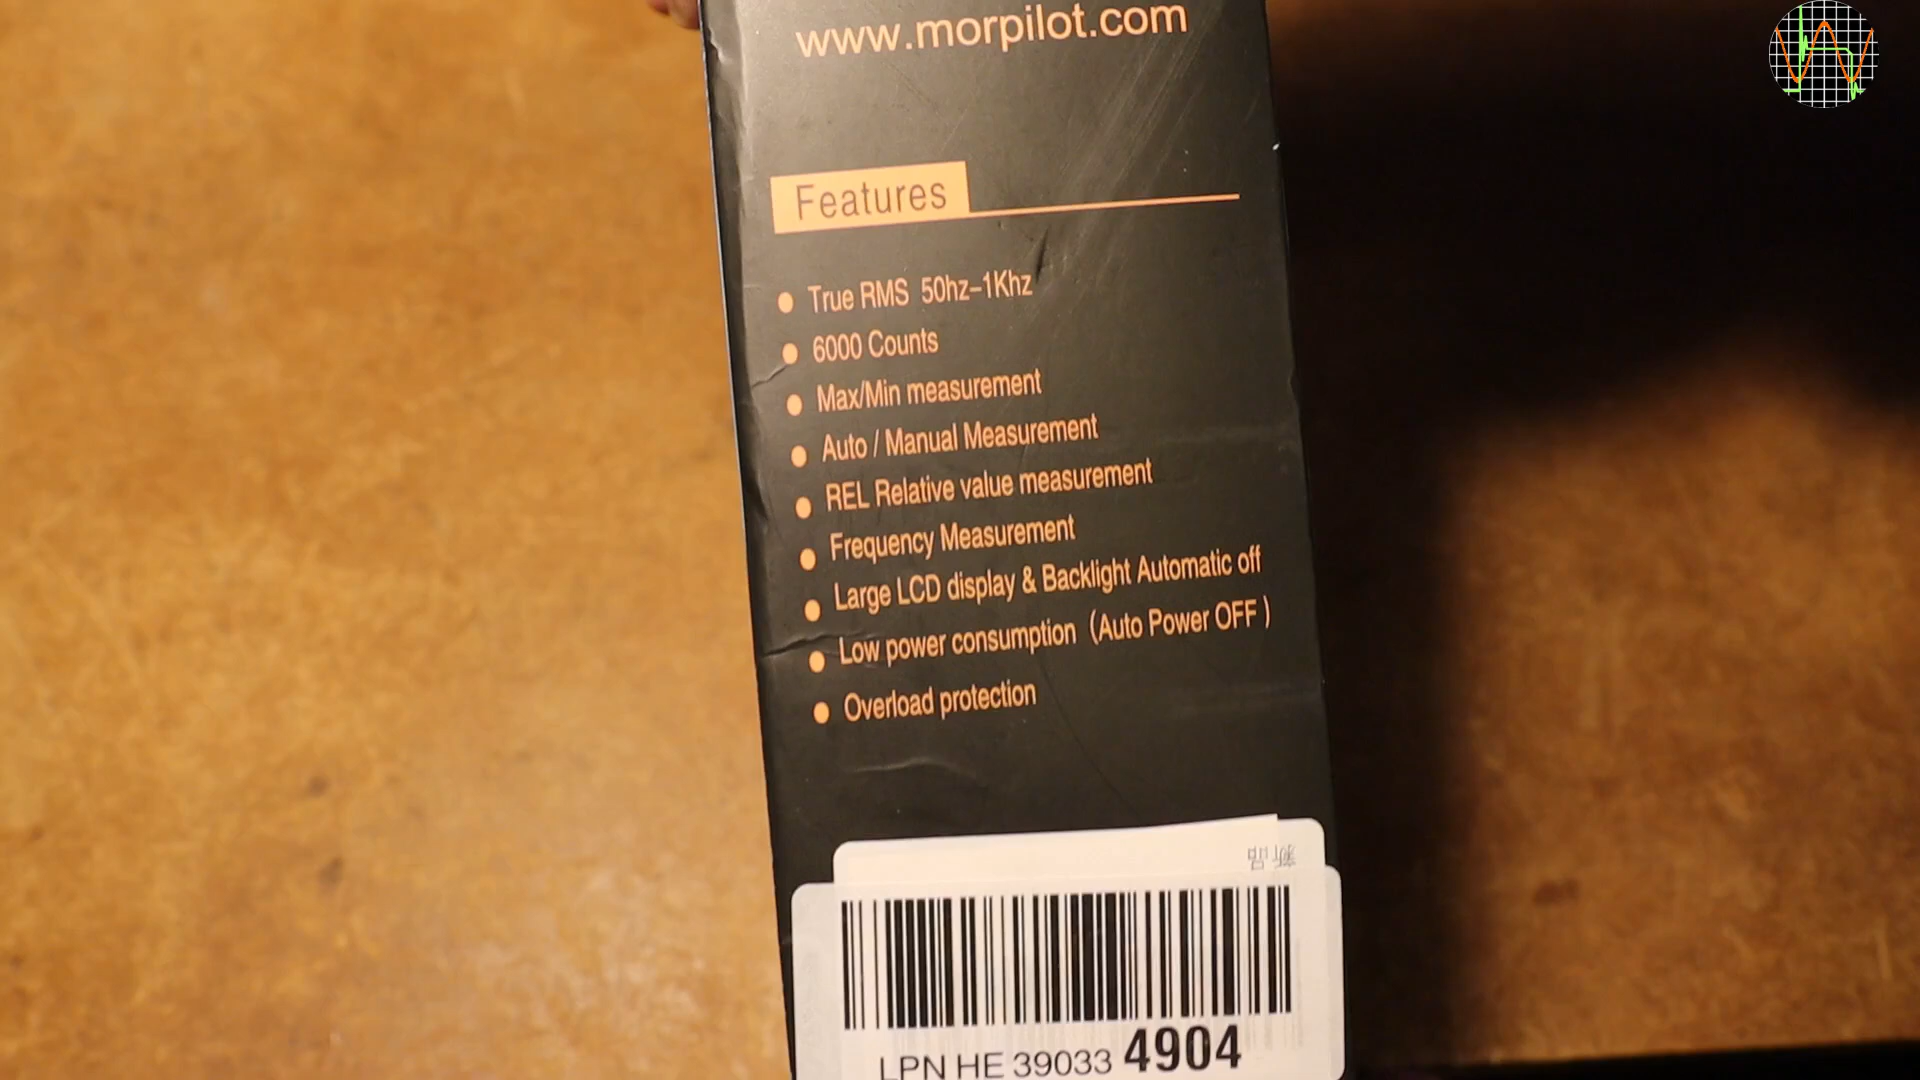 www.morpilot.com
Features
True RMS 50hz-1Khz
6000 Counts
Max/Min measurement
Auto / Manual Measurement
REL Relative value measurement
Frequency Measurement
Large LCD display & Backlight Automatic off
Low power consumption (Auto Power OFF )
Overload protection
LPN HE 39033 4904